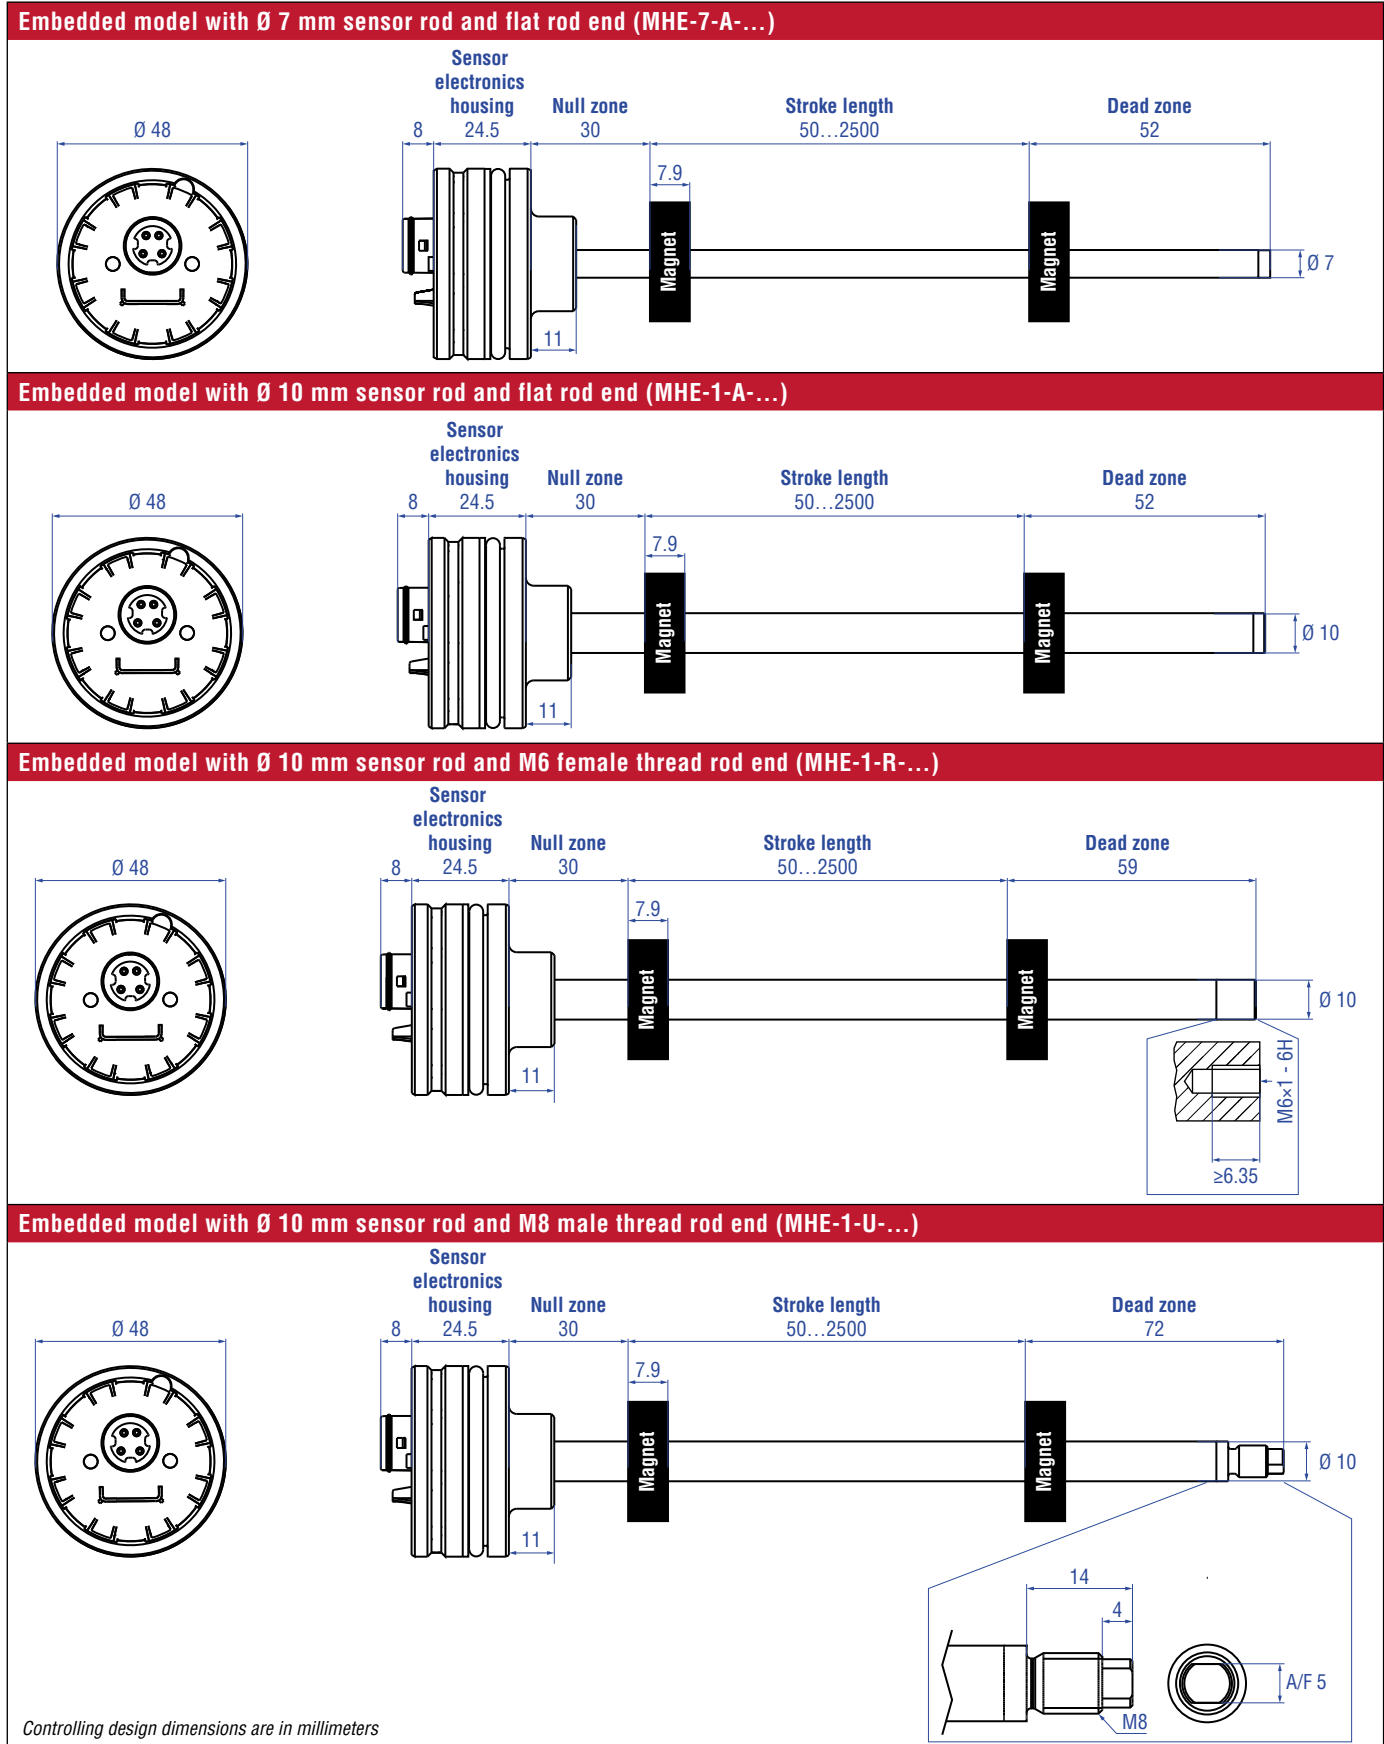 Embedded model with Ø 7 mm sensor rod and flat rod end (MHE-7-A-...)
Sensor
electronics
housing
Null zone
Stroke length
Dead zone
Ø 48
8
24.5
30
50...2500
52
7.9
Magnet
Magnet
Ø 7
11
Embedded model with Ø 10 mm sensor rod and flat rod end (MHE-1-A-...)
Sensor
electronics
housing
Null zone
Stroke length
Dead zone
Ø 48
8
24.5
30
50...2500
52
7.9
Magnet
Magnet
Ø 10
11
Embedded model with Ø 10 mm sensor rod and M6 female thread rod end (MHE-1-R-...)
Sensor
electronics
housing
Null zone
Stroke length
Dead zone
Ø 48
8
24.5
30
50...2500
59
7.9
Magnet
Magnet
Ø 10
11
M6×1 - 6H
≥6.35
Embedded model with Ø 10 mm sensor rod and M8 male thread rod end (MHE-1-U-...)
Sensor
electronics
housing
Null zone
Stroke length
Dead zone
Ø 48
8
24.5
30
50...2500
72
7.9
Magnet
Magnet
Ø 10
11
14
4
A/F 5
M8
Controlling design dimensions are in millimeters